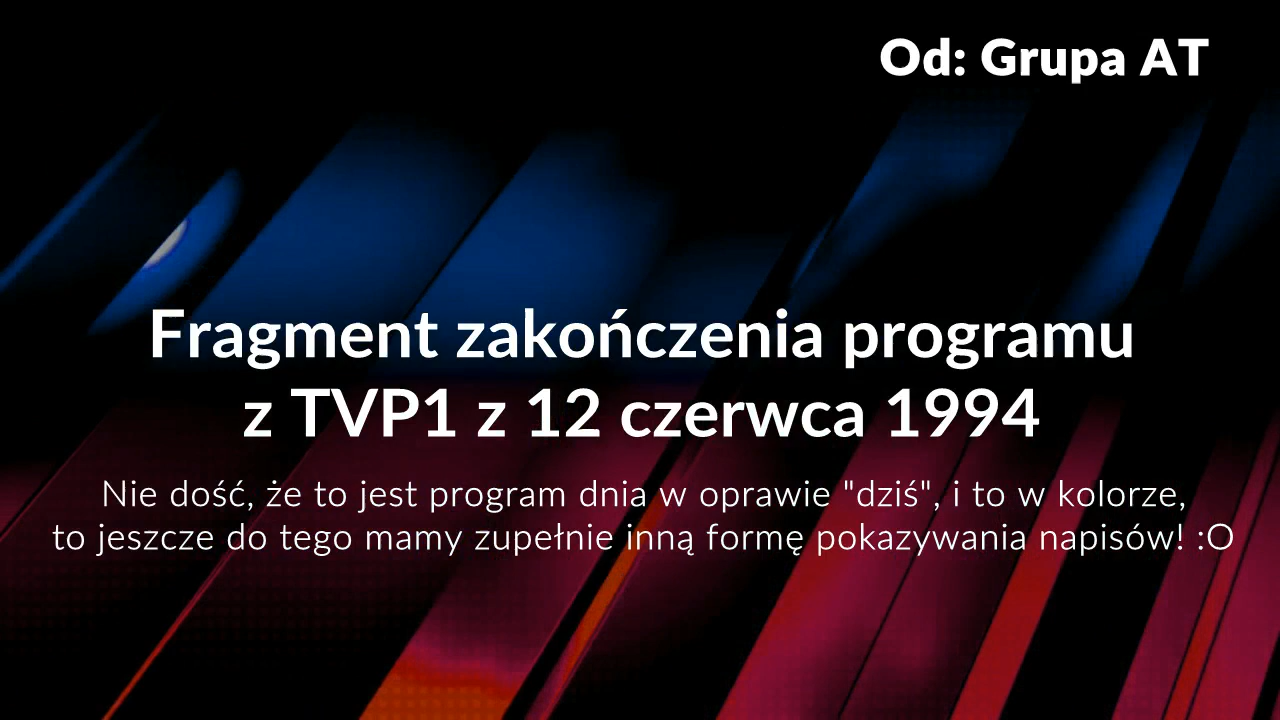 Od: Grupa AT
Fragment zakończenia programu
z TVP1 z 12 czerwca 1994
Nie dość, że to jest program dnia w oprawie "dziś", i to w kolorze,
to jeszcze do tego mamy zupełnie inną formę pokazywania napisów! :O